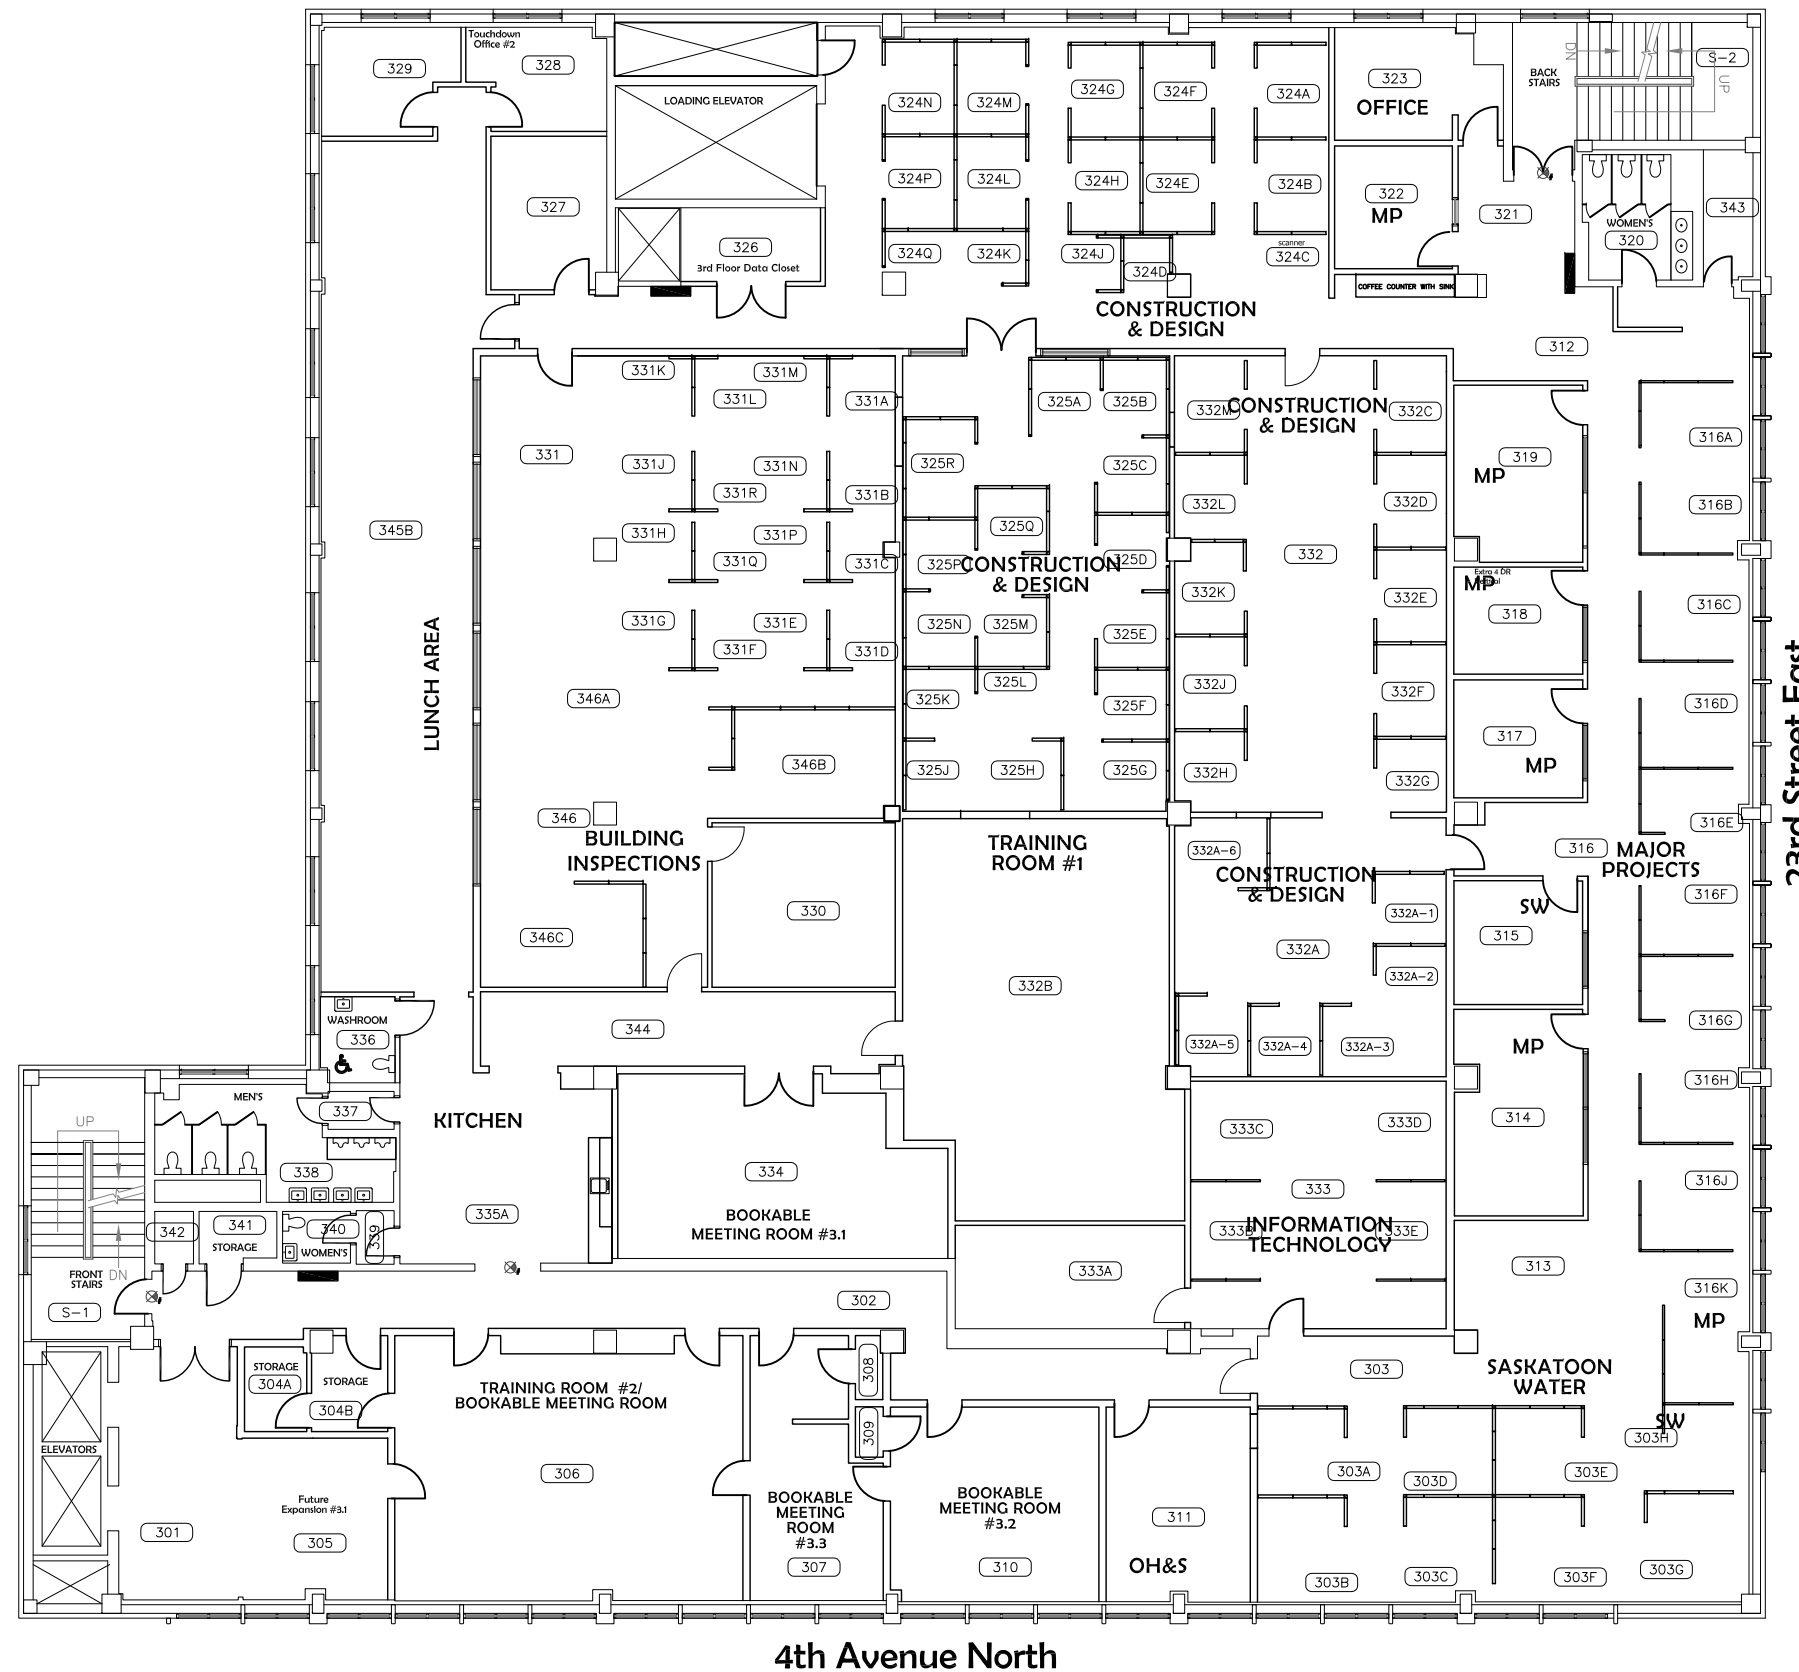 Touchdown
Office #2
329
328
LOADING ELEVATOR
327
326
3rd Floor Data Closet
324N
324M
324G
324F
324A
324P
324L
324H
324E
324B
324Q
324K
324J
324D
scanner
324C
323
OFFICE
322
MP
BACK
STAIRS
DN
UP
S-2
321
WOMEN'S
320
343
COFFEE COUNTER WITH SINK
CONSTRUCTION
& DESIGN
312
331K
331M
331L
331A
331
331J
331N
331R
331B
331H
331P
331Q
331C
331G
331E
331F
331D
345B
LUNCH AREA
346A
346B
346
BUILDING
INSPECTIONS
346C
330
325A
325B
325R
325C
325Q
325P
325D
CONSTRUCTION
& DESIGN
325N
325M
325E
325L
325K
325F
325J
325H
325G
332M
CONSTRUCTION
& DESIGN
332C
332L
332D
332
332K
332E
332J
332F
332H
332G
319
MP
MP
Extra 4 DR
318
317
MP
316A
316B
316C
316D
316E
316
MAJOR
PROJECTS
316F
316G
316H
316J
316K
MP
23rd Street East
TRAINING
ROOM #1
332B
332A-6
CONSTRUCTION
& DESIGN
332A-1
332A
332A-2
332A-5
332A-4
332A-3
SW
315
MP
314
WASHROOM
336
344
MEN'S
337
KITCHEN
338
UP
342
341
STORAGE
340
WOMEN'S
339
335A
334
BOOKABLE
MEETING ROOM #3.1
333C
333D
333
333B
INFORMATION
TECHNOLOGY
333E
333A
313
FRONT
STAIRS
DN
S-1
302
303
SASKATOON
WATER
SW
303H
303A
303D
303E
303B
303C
303F
303G
ELEVATORS
301
STORAGE
304A
STORAGE
304B
Future
Expansion #3.1
305
TRAINING ROOM #2/
BOOKABLE MEETING ROOM
306
308
309
BOOKABLE
MEETING
ROOM
#3.3
307
BOOKABLE
MEETING ROOM
#3.2
310
311
OH&S
4th Avenue North